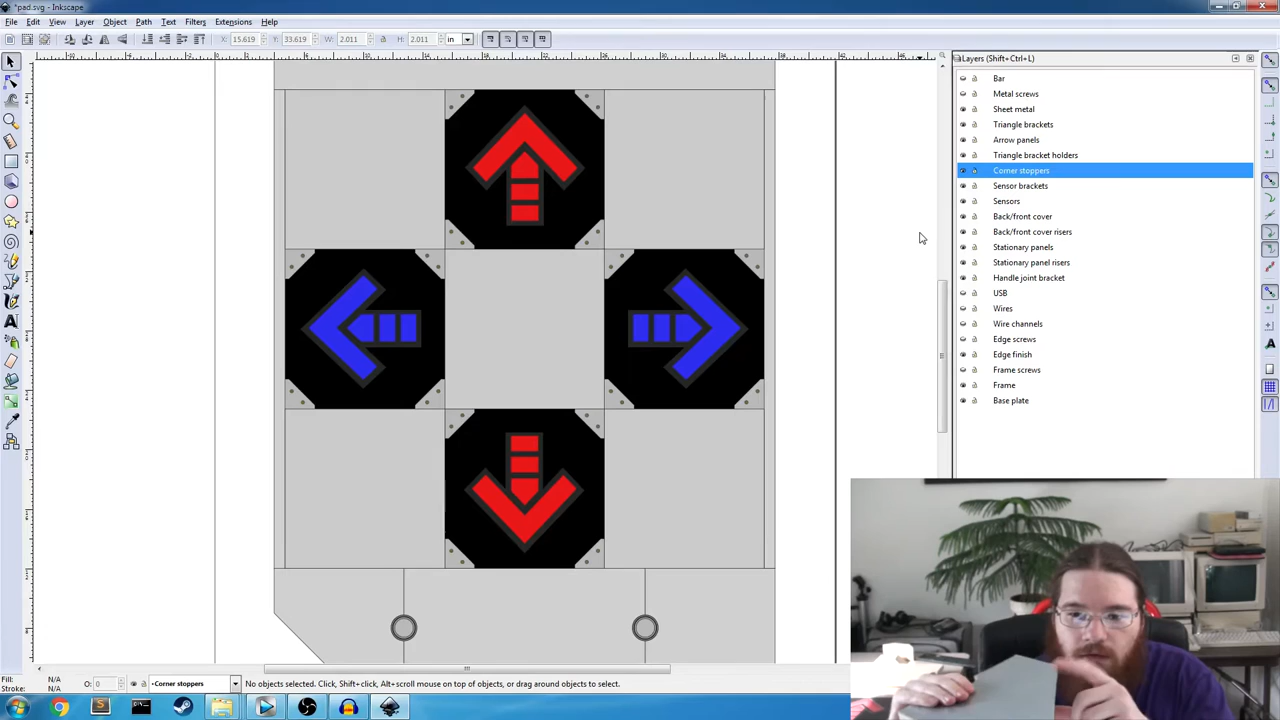 *pad.svg - Inkscape
File Edit View Layer Object Path Text Filters Extensions Help
X: 15.619 Y: 33.619 W: 2.011 H: 2.011 in
Layers (Shift+Ctrl+L)
Bar
Metal screws
Sheet metal
Triangle brackets
Arrow panels
Triangle bracket holders
Corner stoppers
Sensor brackets
Sensors
Back/front cover
Back/front cover risers
Stationary panels
Stationary panel risers
Handle joint bracket
USB
Wires
Wire channels
Edge screws
Edge finish
Frame screws
Frame
Base plate
Fill: N/A
Stroke: N/A
O: 0
Corner stoppers
No objects selected. Click, Shift+click, Alt+scroll mouse on top of objects, or drag around objects to select.